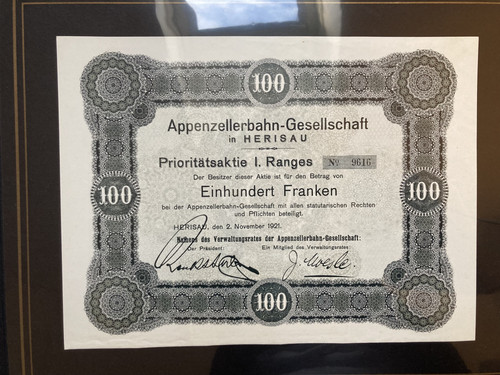 100
Appenzellerbahn-Gesellschaft
in HERISAU
Prioritätsaktie I. Ranges No 9616
Der Besitzer dieser Aktie ist für den Betrag von
100 Einhundert Franken 100
bei der Appenzellerbahn-Gesellschaft mit allen statutarischen Rechten
und Pflichten beteiligt.
HERISAU, den 2. November 1921.
Namens des Verwaltungsrates der Appenzellerbahn-Gesellschaft:
Der Präsident: Ein Mitglied des Verwaltungsrates:
100